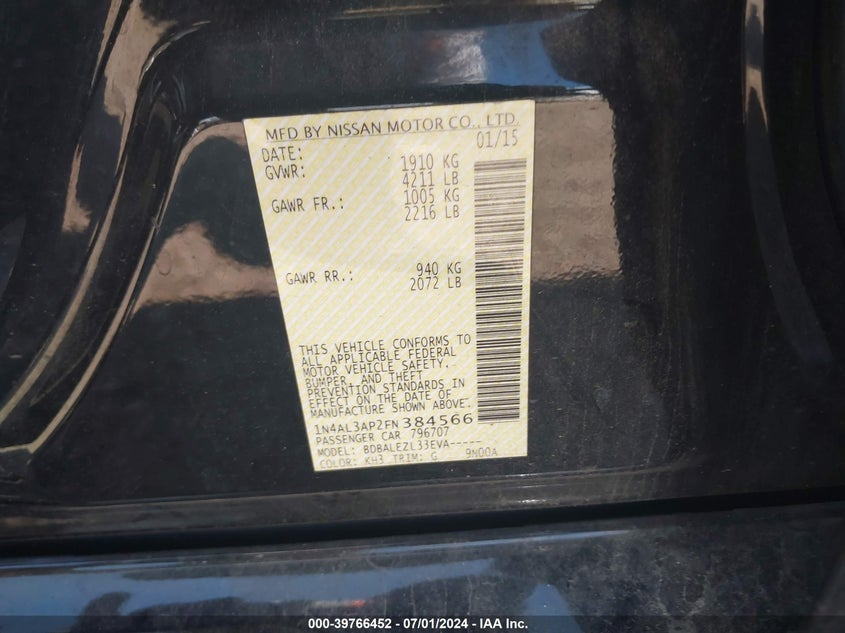 MFD BY NISSAN MOTOR CO., LTD.
DATE: 01/15
GVWR: 1910 KG
4211 LB
GAWR FR.: 1005 KG
2216 LB
GAWR RR.: 940 KG
2072 LB
THIS VEHICLE CONFORMS TO
ALL APPLICABLE FEDERAL
MOTOR VEHICLE SAFETY,
BUMPER, AND THEFT
PREVENTION STANDARDS IN
EFFECT ON THE DATE OF
MANUFACTURE SHOWN ABOVE.
1N4AL3AP2FN384566
PASSENGER CAR 796707
MODEL: BDBALEZL33EVA-----
COLOR: KH3 TRIM: G 9N00A
000-39766452 - 07/01/2024 - IAA Inc.